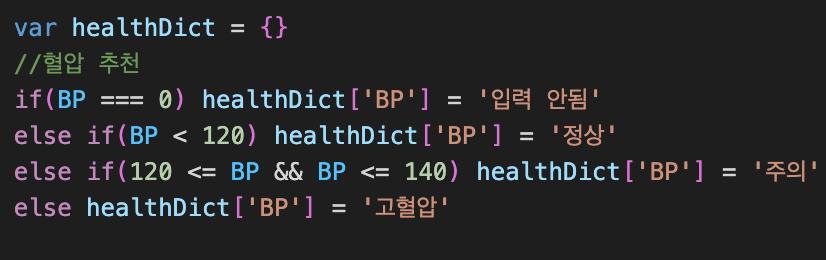 var healthDict = {}
//혈압 추천
if(BP === 0) healthDict['BP'] = '입력 안됨'
else if(BP < 120) healthDict['BP'] = '정상'
else if(120 <= BP && BP <= 140) healthDict['BP'] = '주의'
else healthDict['BP'] = '고혈압'